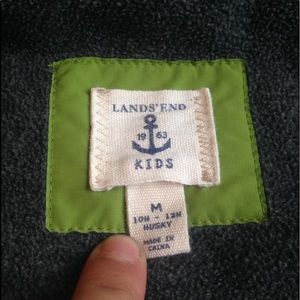 LANDS' END
19 63
KIDS
M
10H - 12H
HUSKY
MADE IN
CHINA